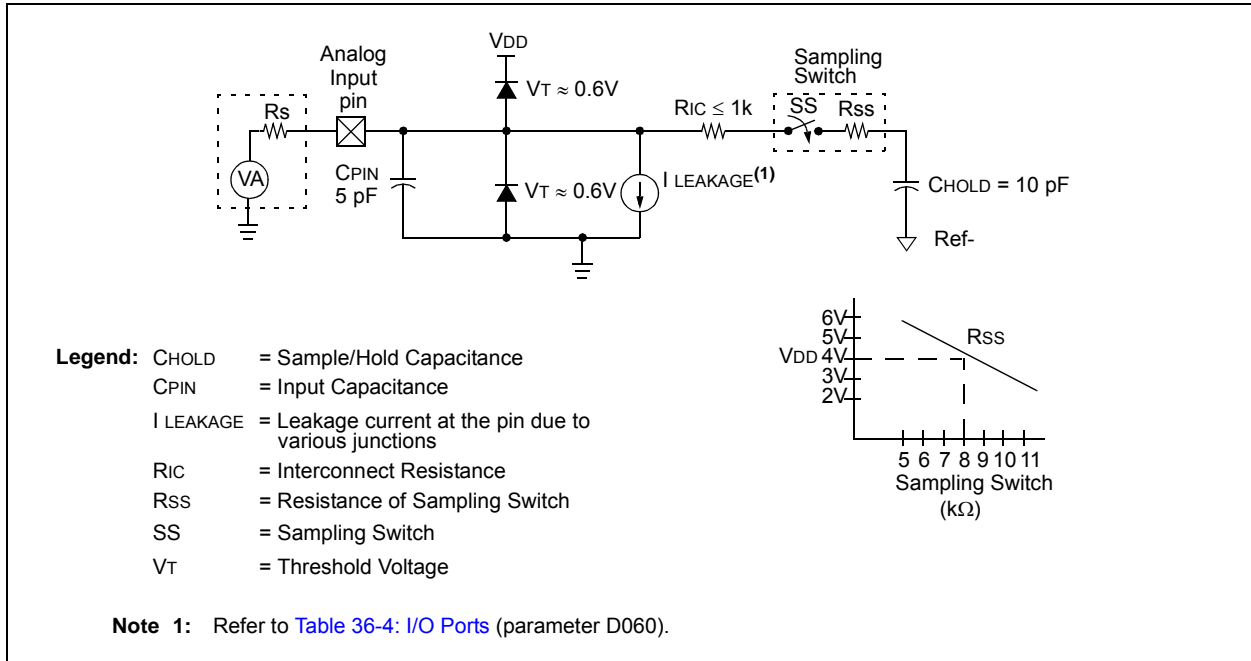 VDD
Analog
Input
pin
Sampling
Switch
VT ≈ 0.6V
Rs
RIC ≤ 1k
SS
Rss
VA
CPIN
5 pF
VT ≈ 0.6V
I LEAKAGE(1)
CHOLD = 10 pF
Ref-
6V
5V
VDD 4V
3V
2V
RSS
5 6 7 8 9 10 11
Sampling Switch
(kΩ)
Legend: CHOLD = Sample/Hold Capacitance
CPIN = Input Capacitance
I LEAKAGE = Leakage current at the pin due to
various junctions
RIC = Interconnect Resistance
RSS = Resistance of Sampling Switch
SS = Sampling Switch
VT = Threshold Voltage
Note 1: Refer to Table 36-4: I/O Ports (parameter D060).